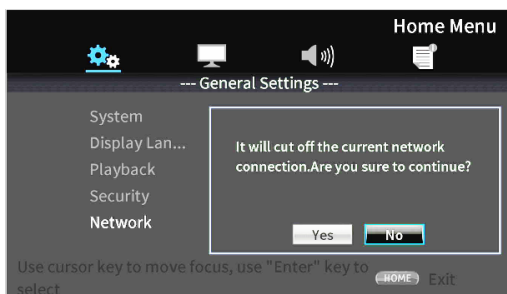 Home Menu
--- General Settings ---
System
Display Lan...
Playback
Security
Network
It will cut off the current network
connection.Are you sure to continue?
Yes No
Use cursor key to move focus, use "Enter" key to
select
HOME Exit